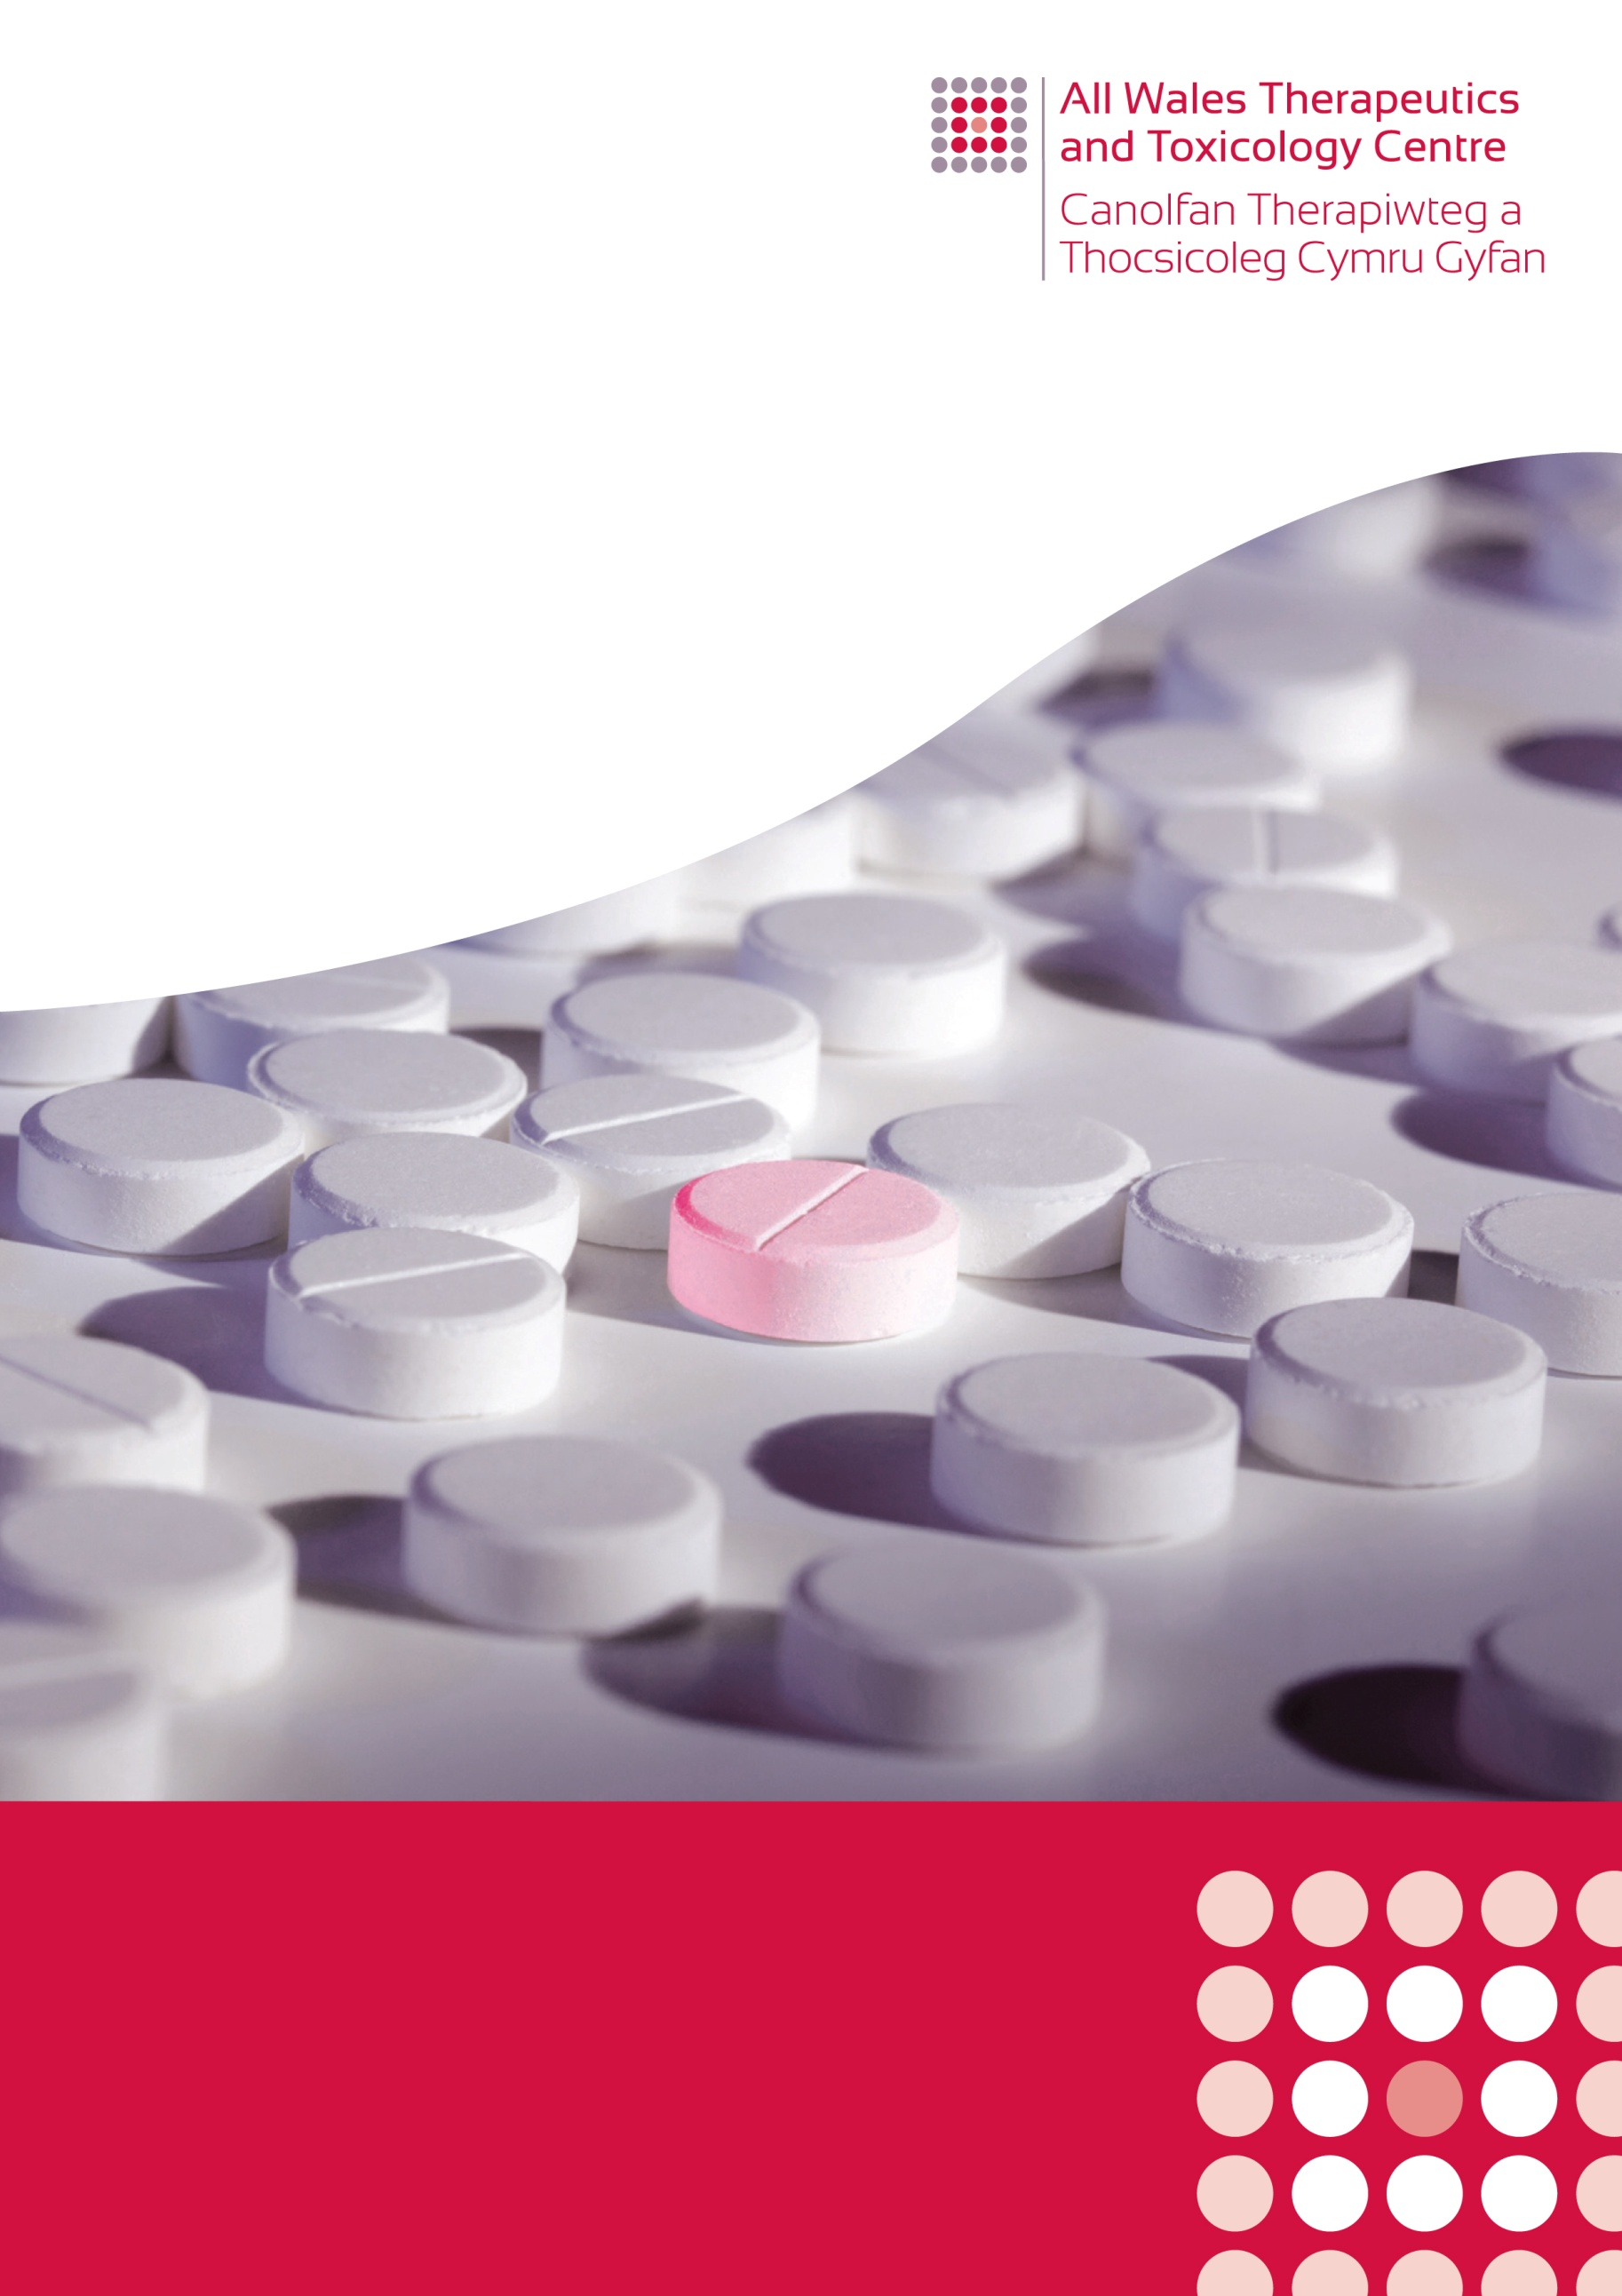 All Wales Therapeutics
and Toxicology Centre
Canolfan Therapiwteg a
Thocsicoleg Cymru Gyfan